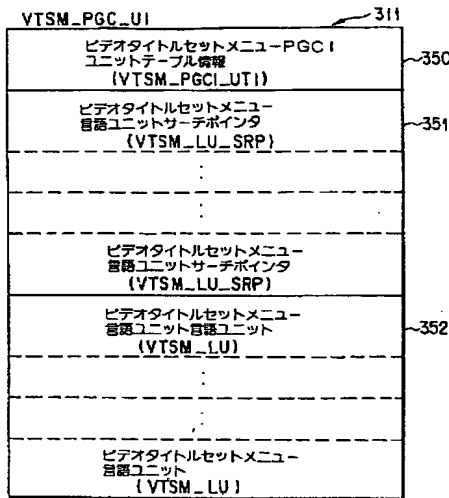 VTSM_PGC_UI
311
ビデオタイトルセットメニューPGCI
ユニットテーブル情報
(VTSM_PGCI_UTI)
350
ビデオタイトルセットメニュー
言語ユニットサーチポインタ
(VTSM_LU_SRP)
351
ビデオタイトルセットメニュー
言語ユニットサーチポインタ
(VTSM_LU_SRP)
ビデオタイトルセットメニュー
言語ユニット言語ユニット
(VTSM_LU)
352
ビデオタイトルセットメニュー
言語ユニット
(VTSM_LU)